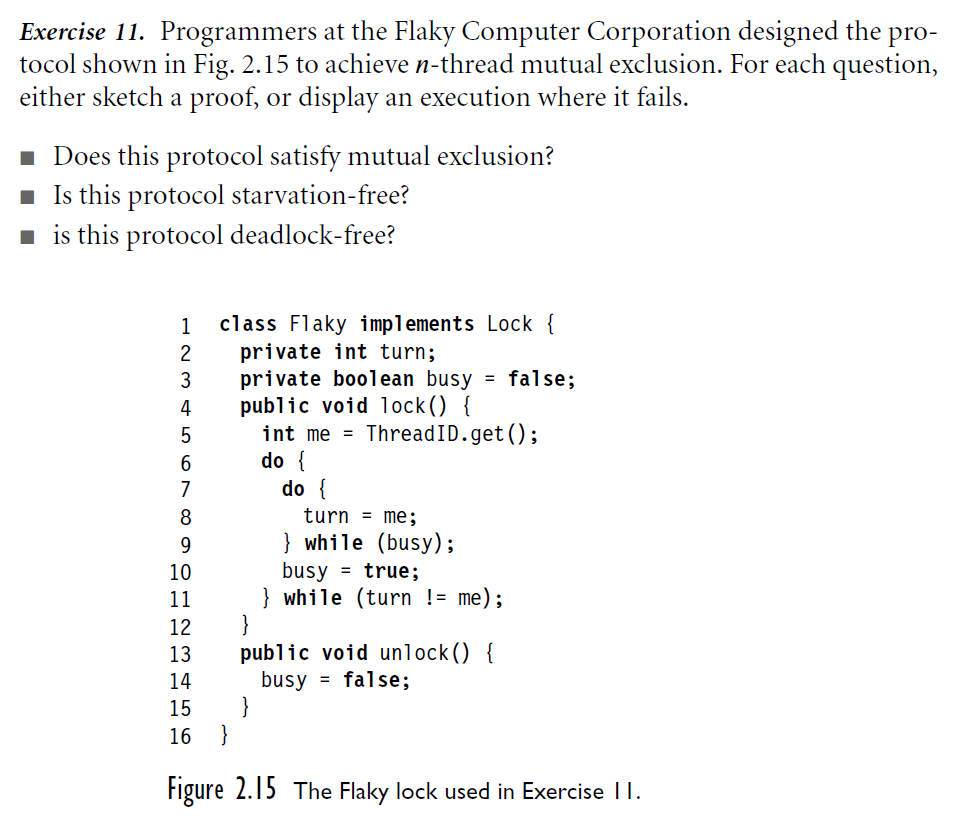 Exercise 11. Programmers at the Flaky Computer Corporation designed the pro-
tocol shown in Fig. 2.15 to achieve n-thread mutual exclusion. For each question,
either sketch a proof, or display an execution where it fails.
■ Does this protocol satisfy mutual exclusion?
■ Is this protocol starvation-free?
■ is this protocol deadlock-free?
1 class Flaky implements Lock {
2 private int turn;
3 private boolean busy = false;
4 public void lock() {
5 int me = ThreadID.get();
6 do {
7 do {
8 turn = me;
9 } while (busy);
10 busy = true;
11 } while (turn != me);
12 }
13 public void unlock() {
14 busy = false;
15 }
16 }
Figure 2.15 The Flaky lock used in Exercise 11.